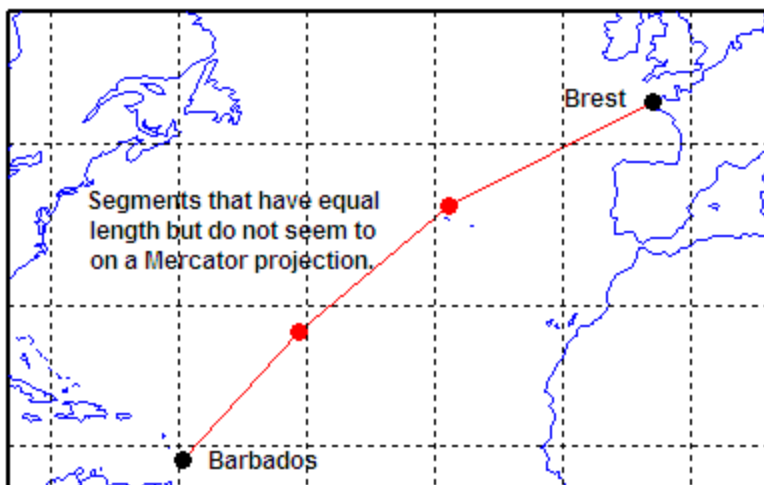 Brest
Segments that have equal
length but do not seem to
on a Mercator projection.
Barbados